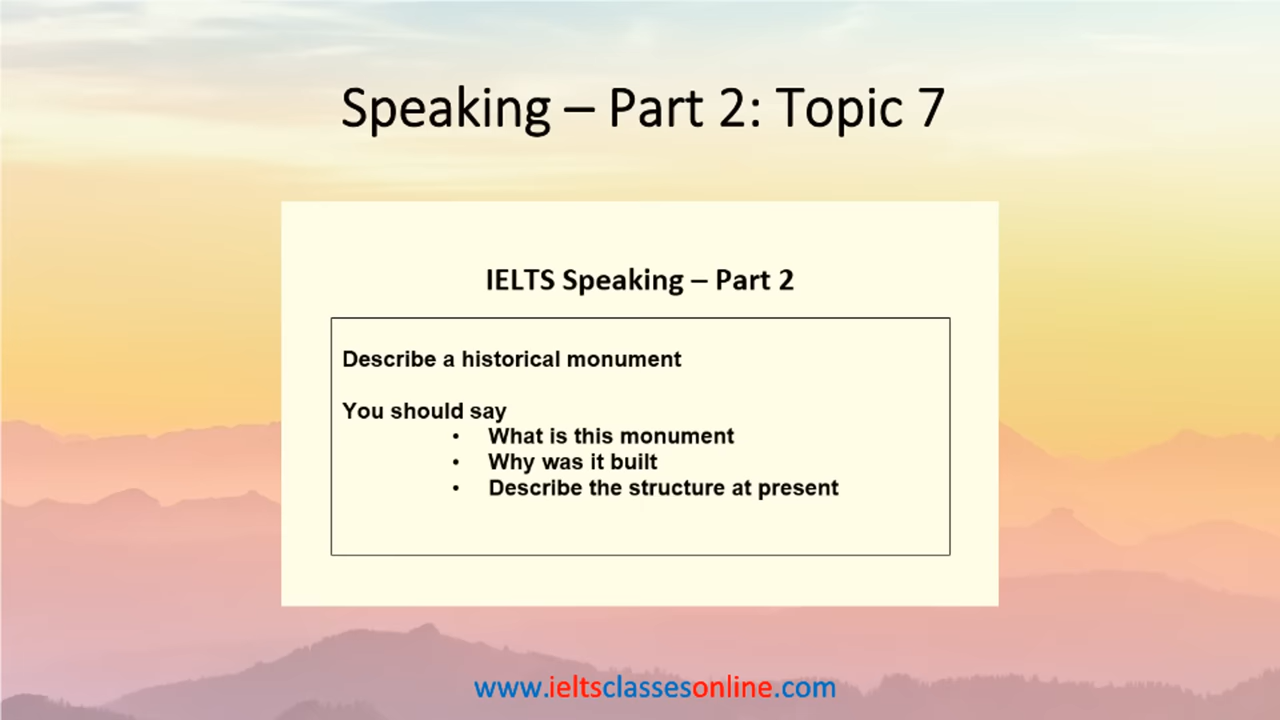 Speaking – Part 2: Topic 7
IELTS Speaking – Part 2
Describe a historical monument
You should say
• What is this monument
• Why was it built
• Describe the structure at present
www.ieltsclassesonline.com